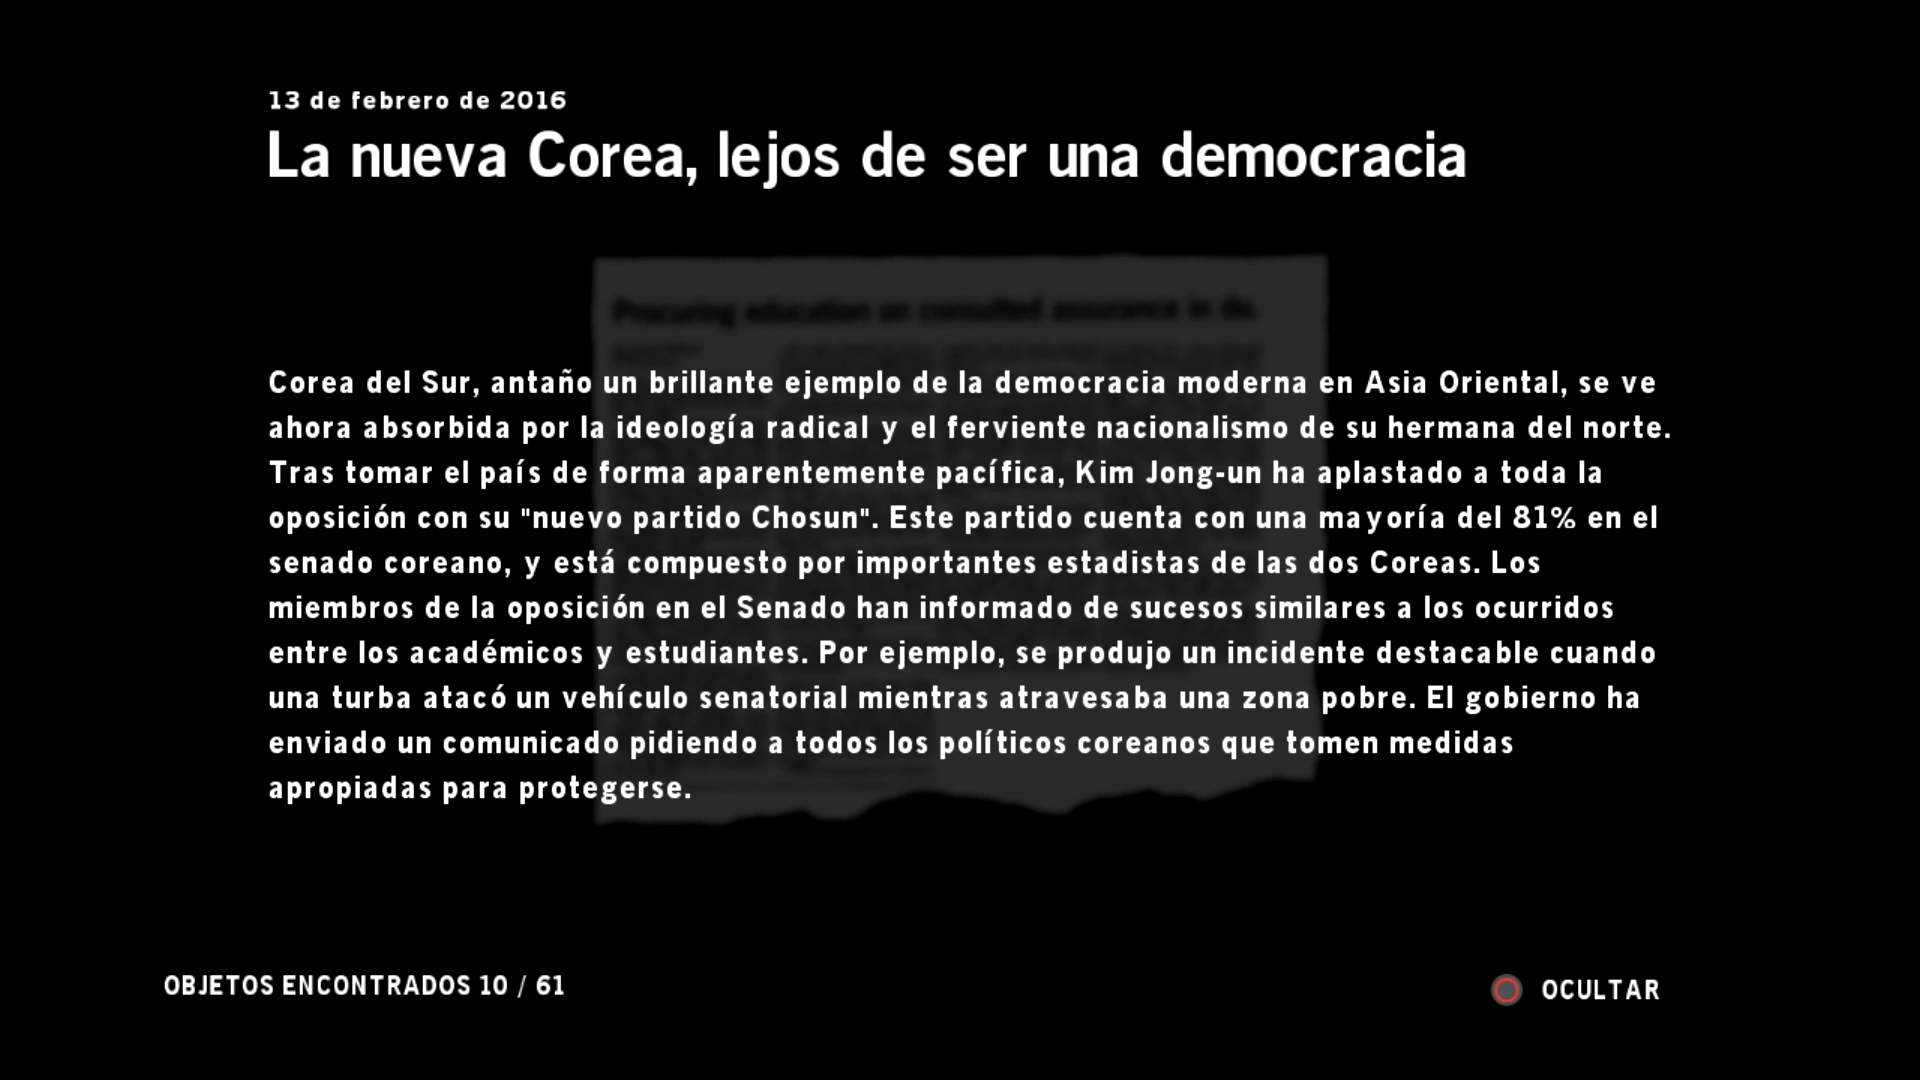 13 de febrero de 2016
La nueva Corea, lejos de ser una democracia
Procuring education on consulted assurance in do.
Corea del Sur, antaño un brillante ejemplo de la democracia moderna en Asia Oriental, se ve
ahora absorbida por la ideología radical y el ferviente nacionalismo de su hermana del norte.
Tras tomar el país de forma aparentemente pacífica, Kim Jong-un ha aplastado a toda la
oposición con su "nuevo partido Chosun". Este partido cuenta con una mayoría del 81% en el
senado coreano, y está compuesto por importantes estadistas de las dos Coreas. Los
miembros de la oposición en el Senado han informado de sucesos similares a los ocurridos
entre los académicos y estudiantes. Por ejemplo, se produjo un incidente destacable cuando
una turba atacó un vehículo senatorial mientras atravesaba una zona pobre. El gobierno ha
enviado un comunicado pidiendo a todos los políticos coreanos que tomen medidas
apropiadas para protegerse.
OBJETOS ENCONTRADOS 10 / 61
OCULTAR